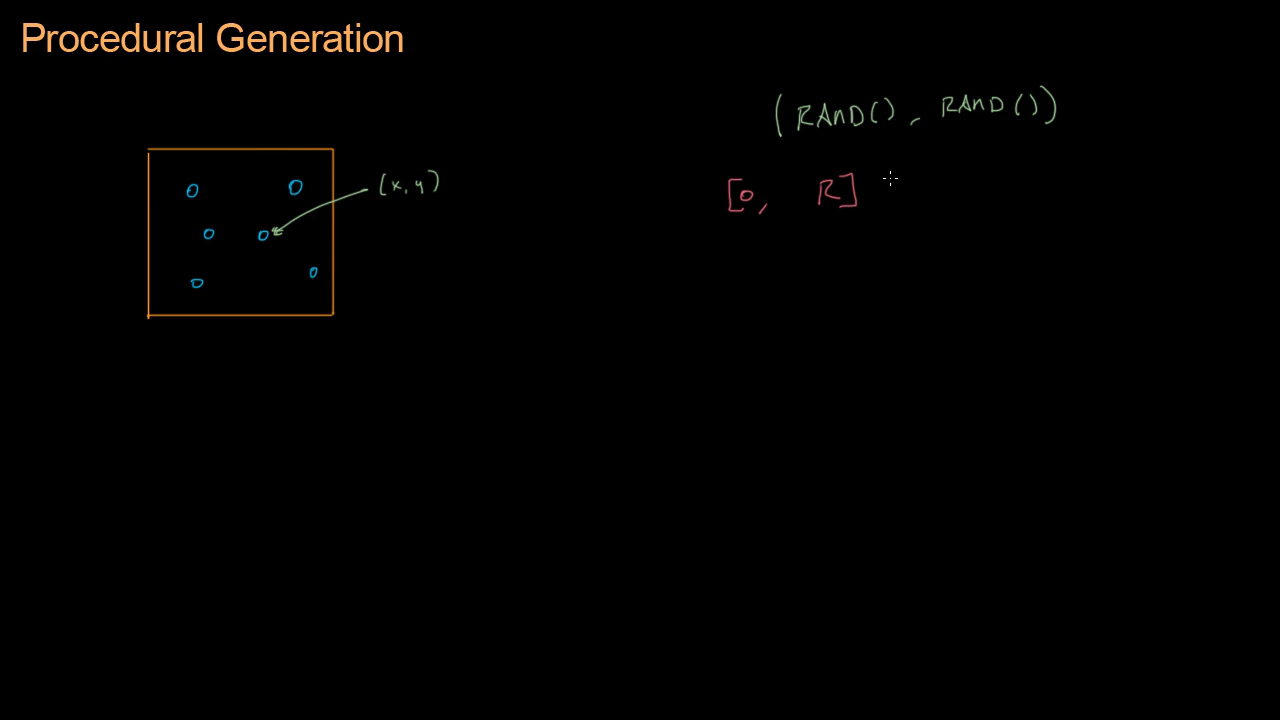 Procedural Generation
(RAND(), RAND())
(x, y)
[0, R]